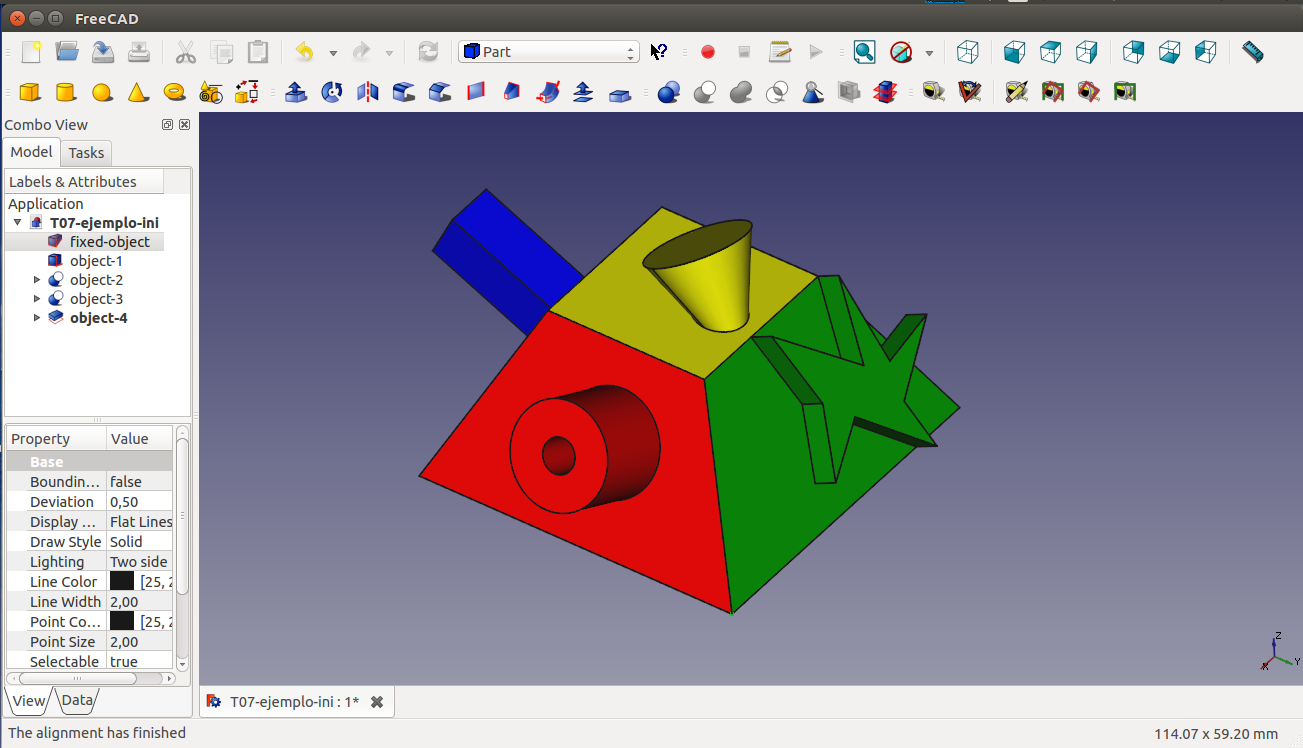 FreeCAD
Part
Combo View
Model Tasks
Labels & Attributes
Application
T07-ejemplo-ini
fixed-object
object-1
object-2
object-3
object-4
Property Value
Base
Boundin... false
Deviation 0,50
Display ... Flat Lines
Draw Style Solid
Lighting Two side
Line Color [25, 2
Line Width 2,00
Point Co... [25, 2
Point Size 2,00
Selectable true
View Data
Z
Y
X
T07-ejemplo-ini : 1*
The alignment has finished
114.07 x 59.20 mm